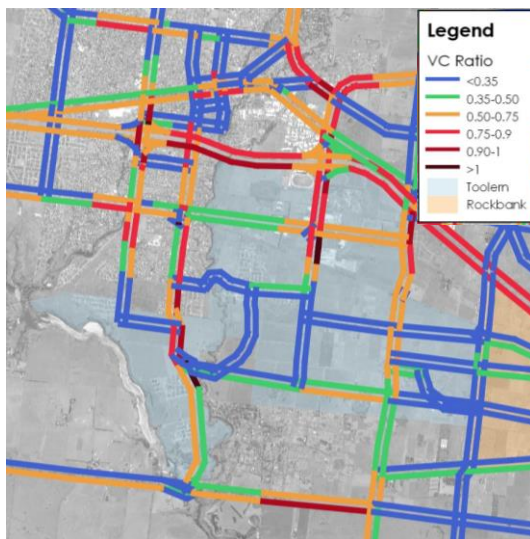 Legend
VC Ratio
<0.35
0.35-0.50
0.50-0.75
0.75-0.9
0.90-1
>1
Toolern
Rockbank